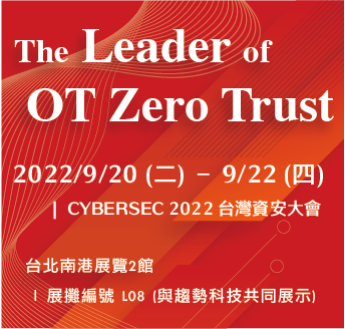 The Leader of
OT Zero Trust
2022/9/20 (二) – 9/22 (四)
| CYBERSEC 2022 台灣資安大會
台北南港展覽2館
| 展攤編號 L08 (與趨勢科技共同展示)